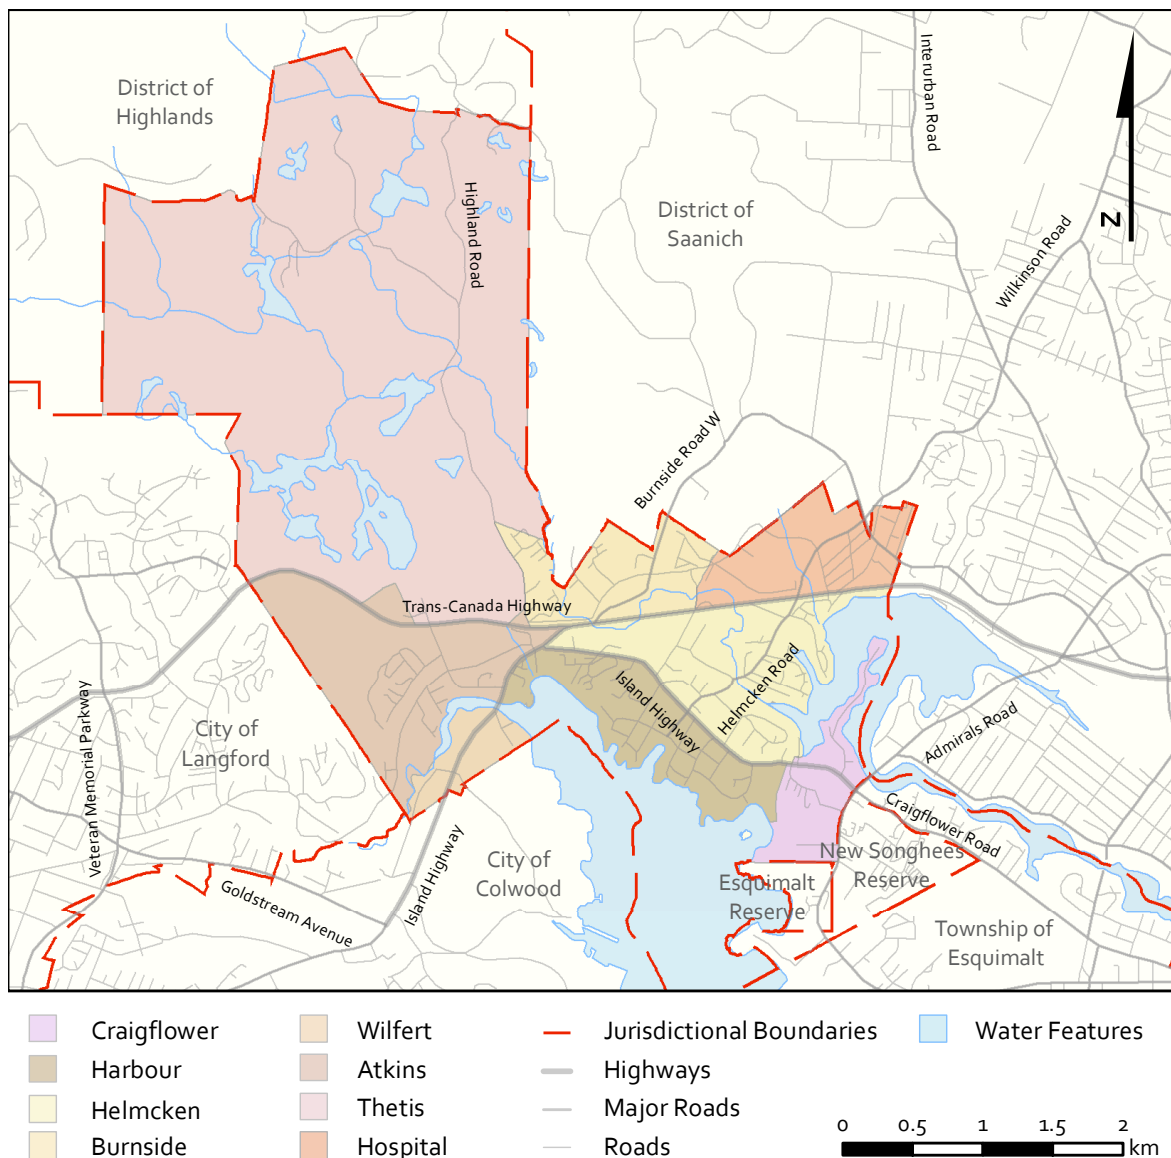 District of
Highlands
Interurban Road
Highland Road
District of
Saanich
Wilkinson Road
N
Burnside Road W
Trans-Canada Highway
Veteran Memorial Parkway
City of
Langford
Island Highway
Helmcken Road
Admirals Road
Craigflower Road
Island Highway
Goldstream Avenue
City of
Colwood
New Songhees
Reserve
Esquimalt
Reserve
Township of
Esquimalt
Craigflower
Harbour
Helmcken
Burnside
Wilfert
Atkins
Thetis
Hospital
Jurisdictional Boundaries
Highways
Major Roads
Roads
Water Features
0 0.5 1 1.5 2
km